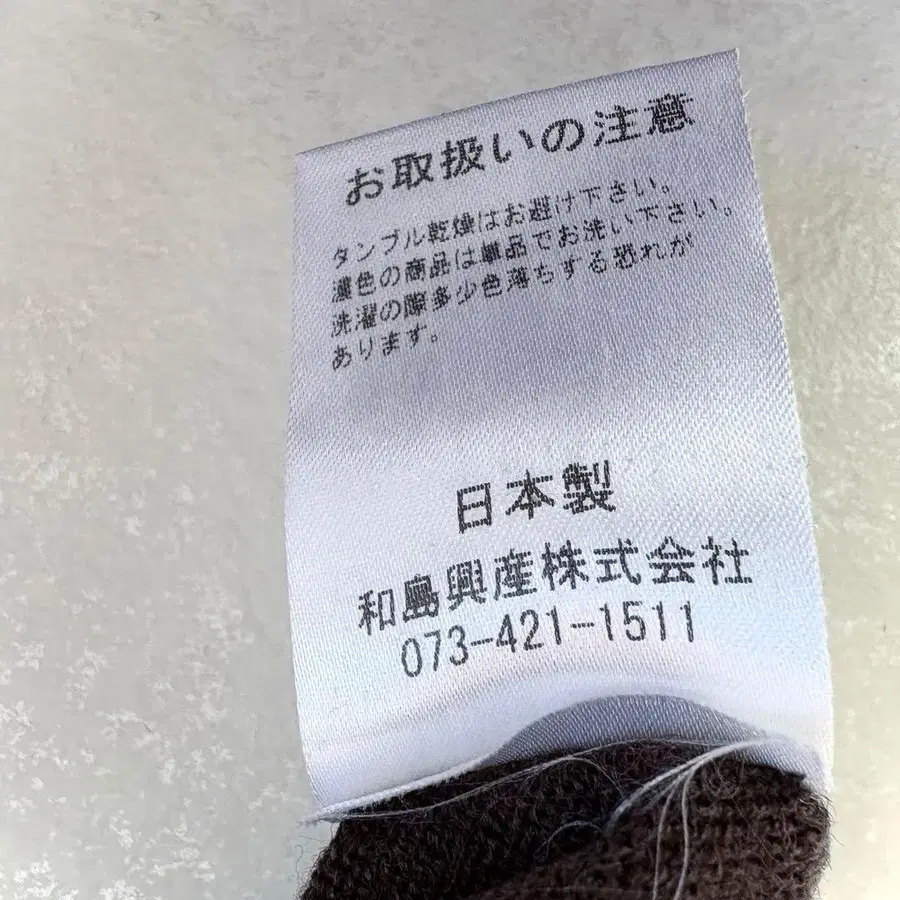 お取扱いの注意
タンブル乾燥はお避け下さい。
濃色の商品は単品でお洗い下さい。
洗濯の際多少色落ちする恐れが
あります。
日本製
和島興産株式会社
073-421-1511